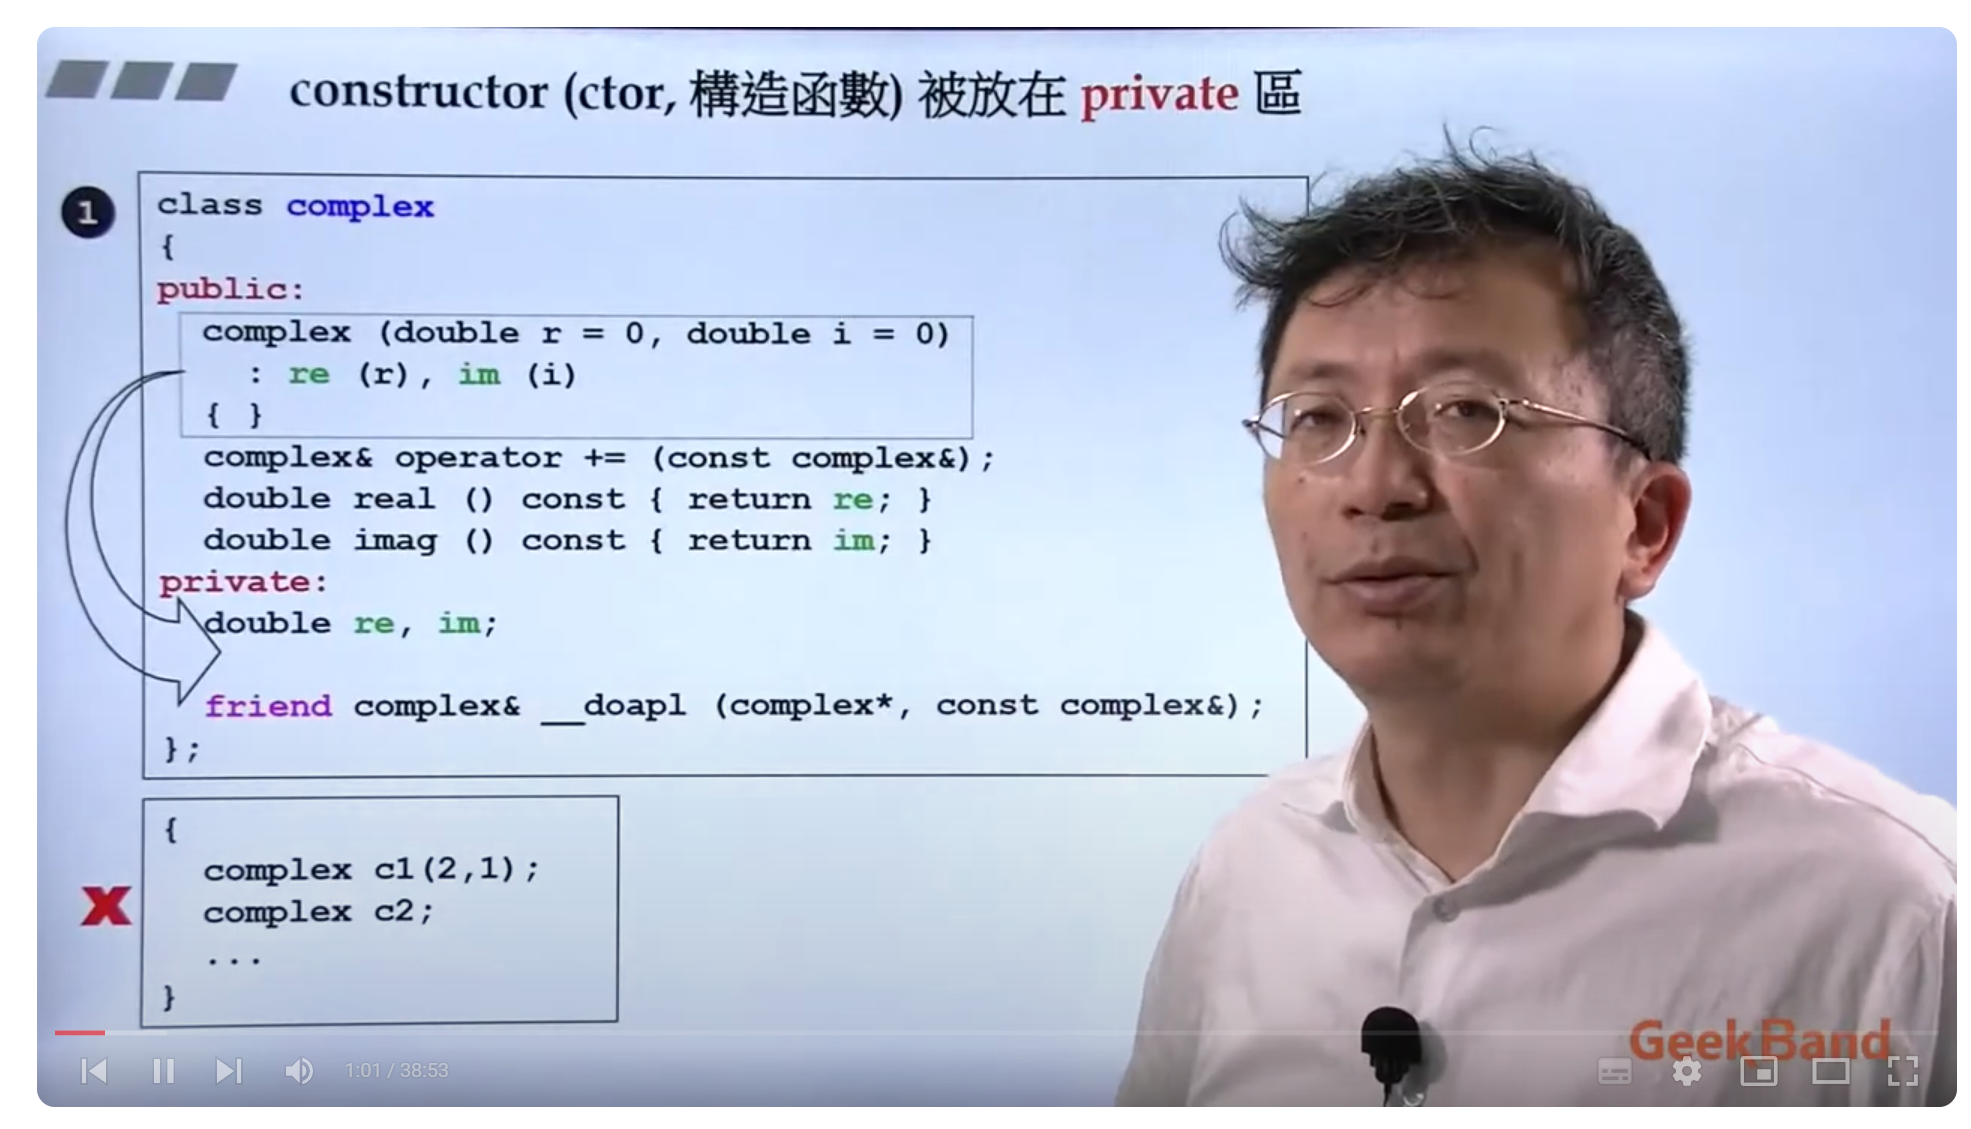 constructor (ctor, 構造函數) 被放在 private 區
1
class complex
{
public:
complex (double r = 0, double i = 0)
: re (r), im (i)
{ }
complex& operator += (const complex&);
double real () const { return re; }
double imag () const { return im; }
private:
double re, im;
friend complex& __doapl (complex*, const complex&);
};
{
complex c1(2,1);
complex c2;
...
}
GeekBand
1:01 / 38:53